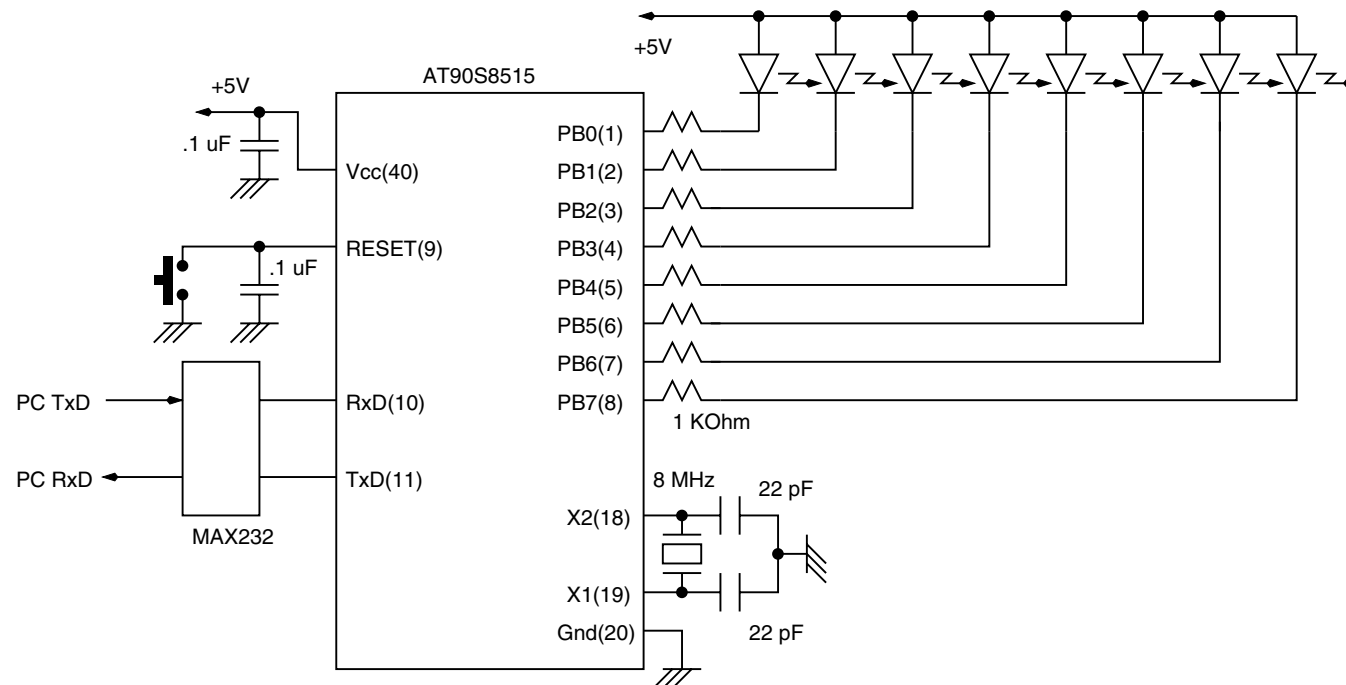 +5V
AT90S8515
+5V
.1 uF
Vcc(40)
RESET(9)
.1 uF
PC TxD
RxD(10)
PC RxD
TxD(11)
MAX232
PB0(1)
PB1(2)
PB2(3)
PB3(4)
PB4(5)
PB5(6)
PB6(7)
PB7(8)
1 KOhm
8 MHz
22 pF
X2(18)
X1(19)
22 pF
Gnd(20)